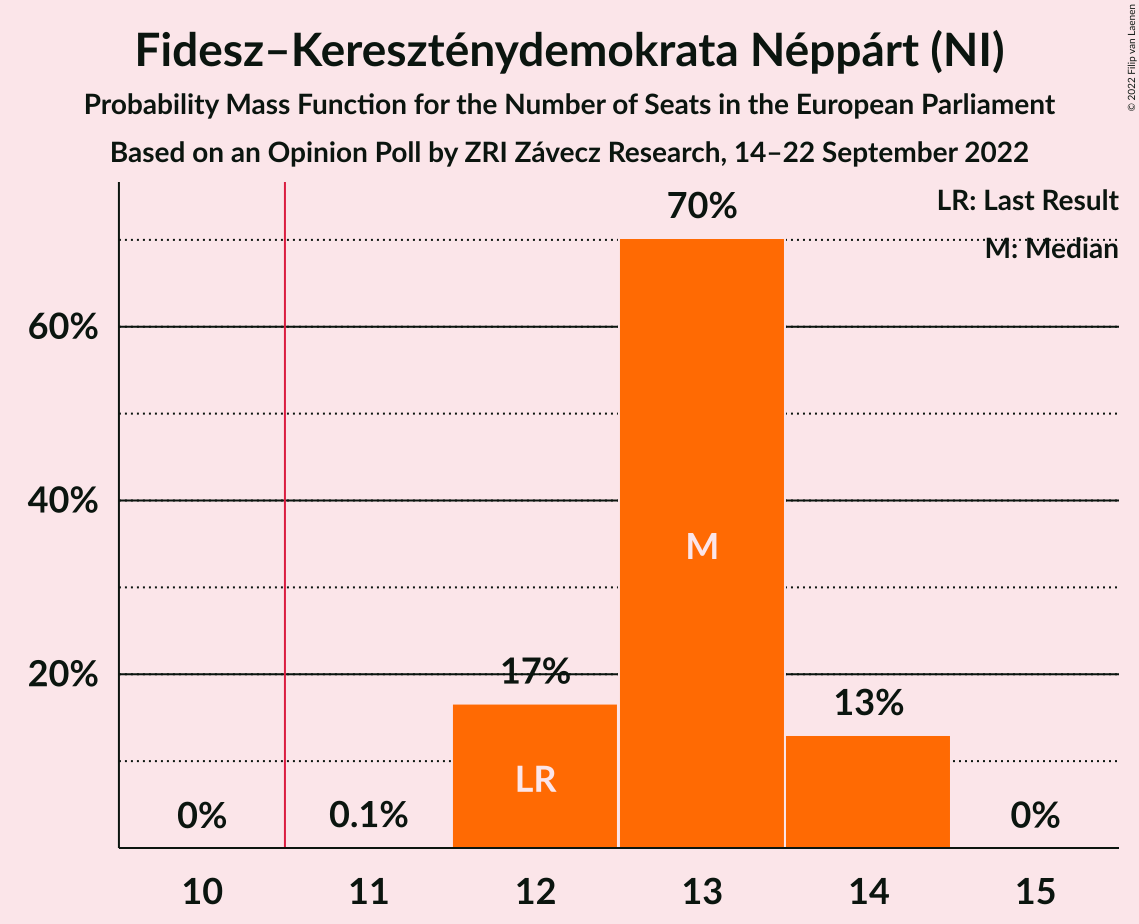 Fidesz–Kereszténydemokrata Néppárt (NI)
Probability Mass Function for the Number of Seats in the European Parliament
Based on an Opinion Poll by ZRI Závecz Research, 14–22 September 2022
© 2022 Filip van Laenen
LR: Last Result
M: Median
70%
60%
40%
M
17%
20%
13%
LR
0%
0.1%
0%
10 11 12 13 14 15